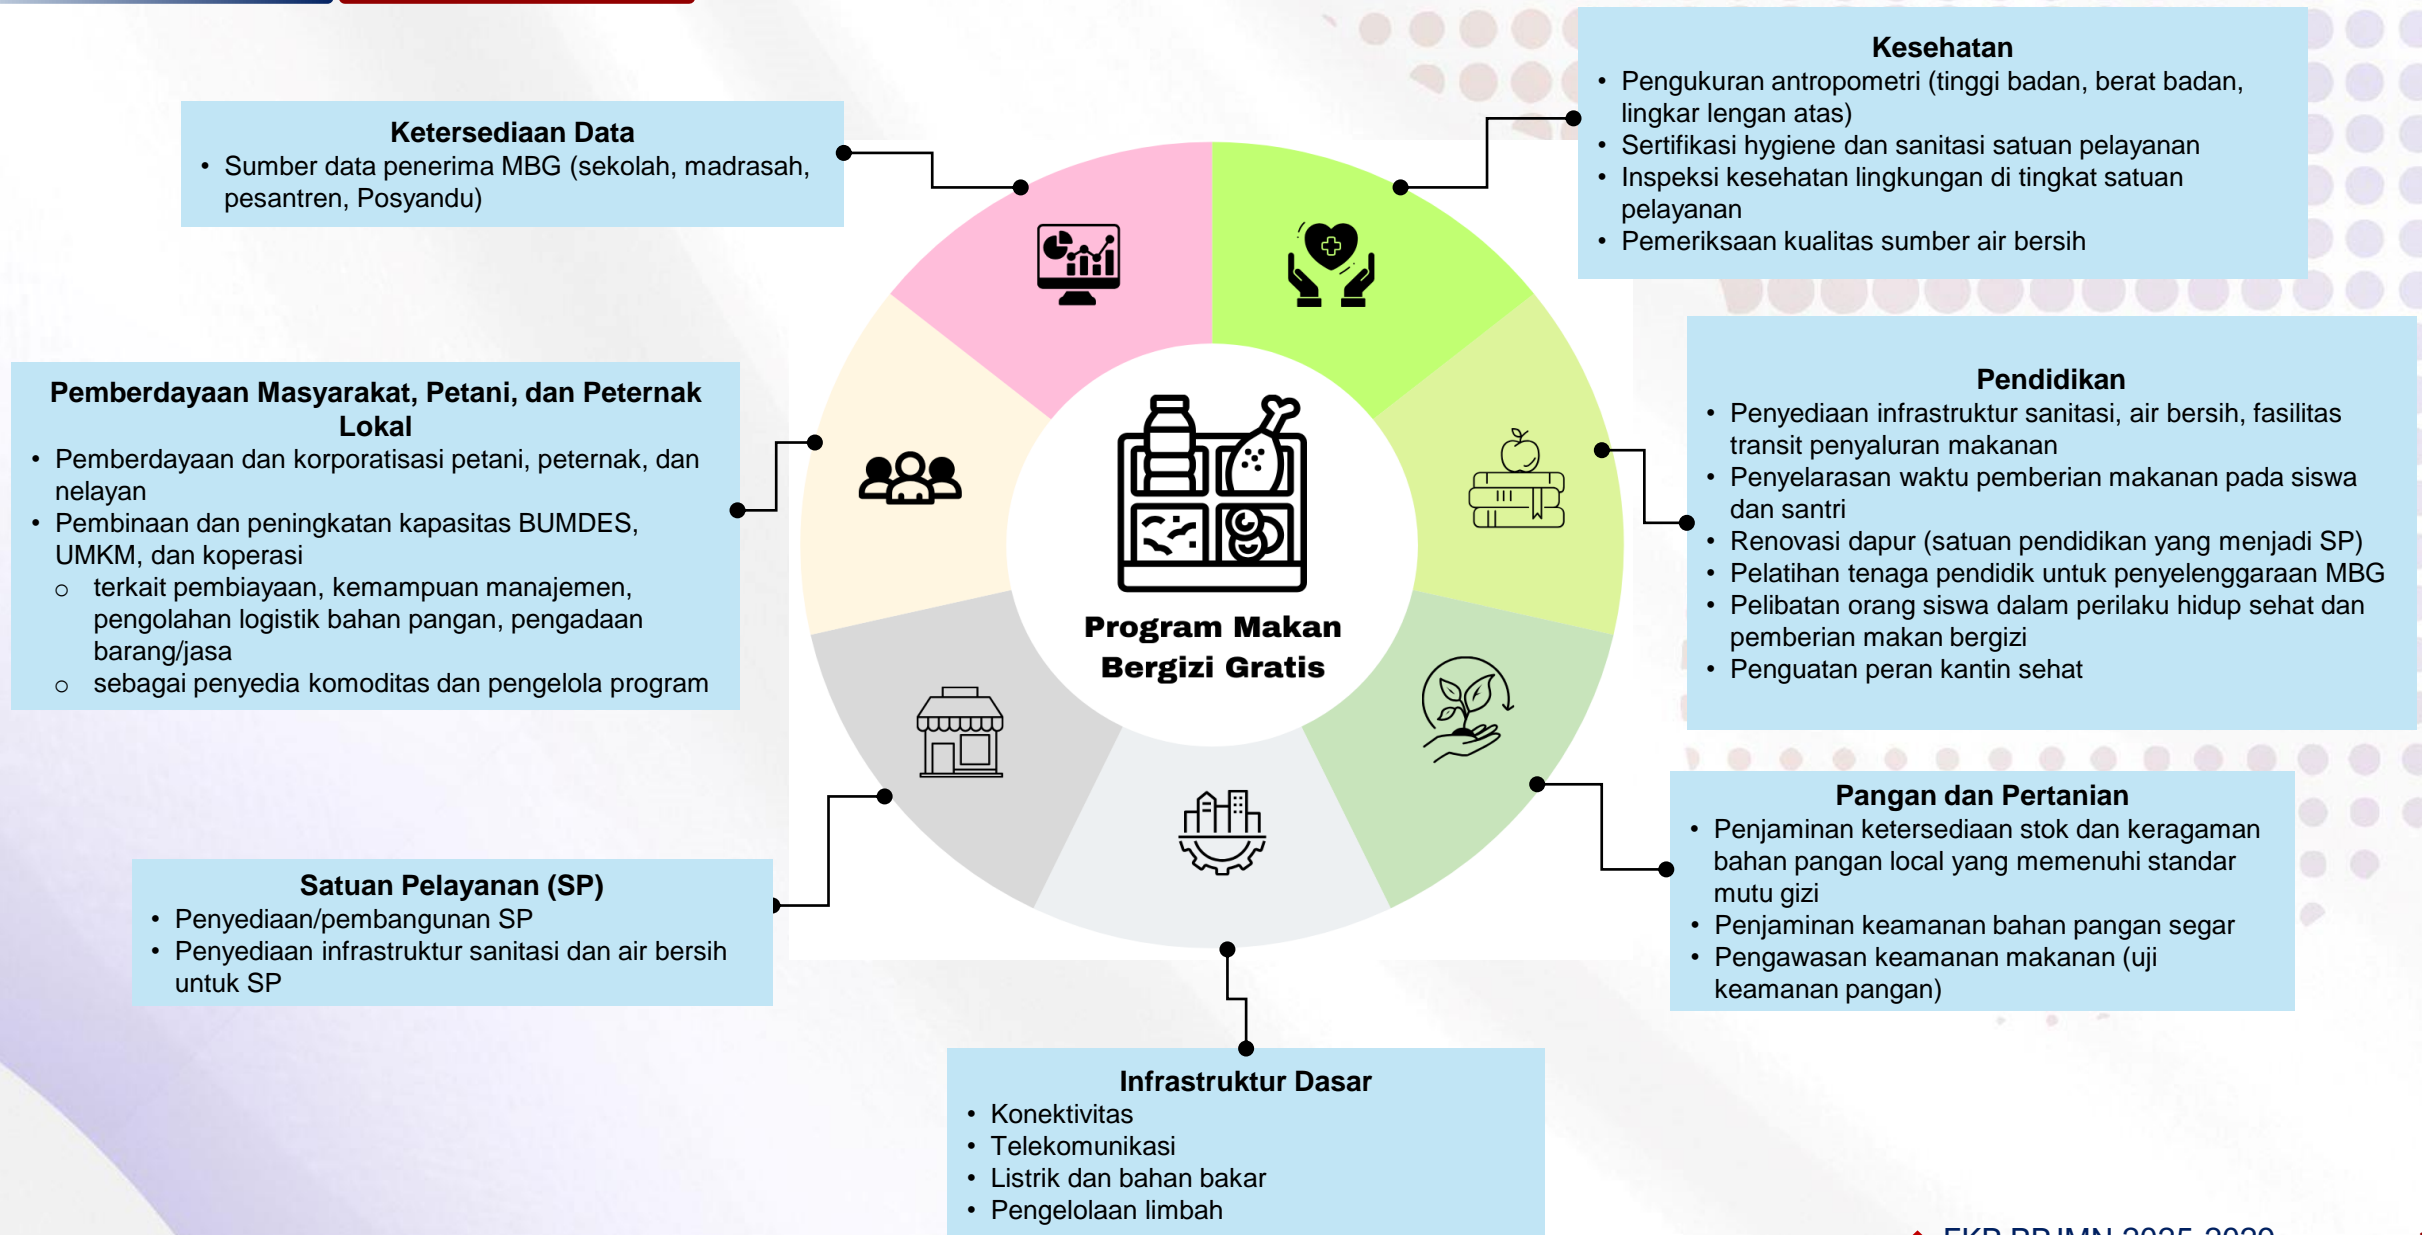 Kesehatan
• Pengukuran antropometri (tinggi badan, berat badan,
lingkar lengan atas)
• Sertifikasi hygiene dan sanitasi satuan pelayanan
• Inspeksi kesehatan lingkungan di tingkat satuan
pelayanan
• Pemeriksaan kualitas sumber air bersih
Ketersediaan Data
• Sumber data penerima MBG (sekolah, madrasah,
pesantren, Posyandu)
Pendidikan
• Penyediaan infrastruktur sanitasi, air bersih, fasilitas
transit penyaluran makanan
• Penyelarasan waktu pemberian makanan pada siswa
dan santri
• Renovasi dapur (satuan pendidikan yang menjadi SP)
• Pelatihan tenaga pendidik untuk penyelenggaraan MBG
• Pelibatan orang siswa dalam perilaku hidup sehat dan
pemberian makan bergizi
• Penguatan peran kantin sehat
Pemberdayaan Masyarakat, Petani, dan Peternak
Lokal
• Pemberdayaan dan korporatisasi petani, peternak, dan
nelayan
• Pembinaan dan peningkatan kapasitas BUMDES,
UMKM, dan koperasi
o terkait pembiayaan, kemampuan manajemen,
pengolahan logistik bahan pangan, pengadaan
barang/jasa
o sebagai penyedia komoditas dan pengelola program
Program Makan
Bergizi Gratis
Pangan dan Pertanian
• Penjaminan ketersediaan stok dan keragaman
bahan pangan local yang memenuhi standar
mutu gizi
• Penjaminan keamanan bahan pangan segar
• Pengawasan keamanan makanan (uji
keamanan pangan)
Satuan Pelayanan (SP)
• Penyediaan/pembangunan SP
• Penyediaan infrastruktur sanitasi dan air bersih
untuk SP
Infrastruktur Dasar
• Konektivitas
• Telekomunikasi
• Listrik dan bahan bakar
• Pengelolaan limbah
2025-2029